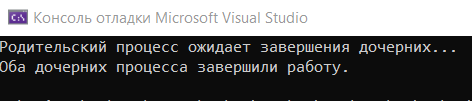 Консоль отладки Microsoft Visual Studio
Родительский процесс ожидает завершения дочерних...
Оба дочерних процесса завершили работу.